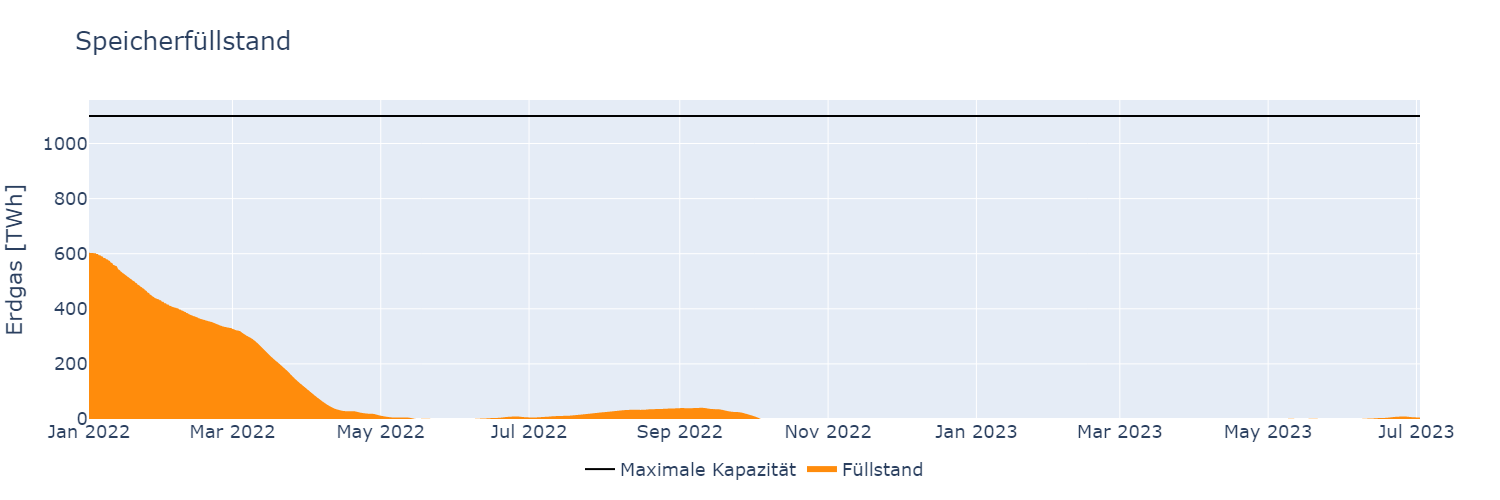 Speicherfüllstand
Erdgas [TWh]
1000
800
600
400
200
0
Jan 2022 Mar 2022 May 2022 Jul 2022 Sep 2022 Nov 2022 Jan 2023 Mar 2023 May 2023 Jul 2023
Maximale Kapazität Füllstand